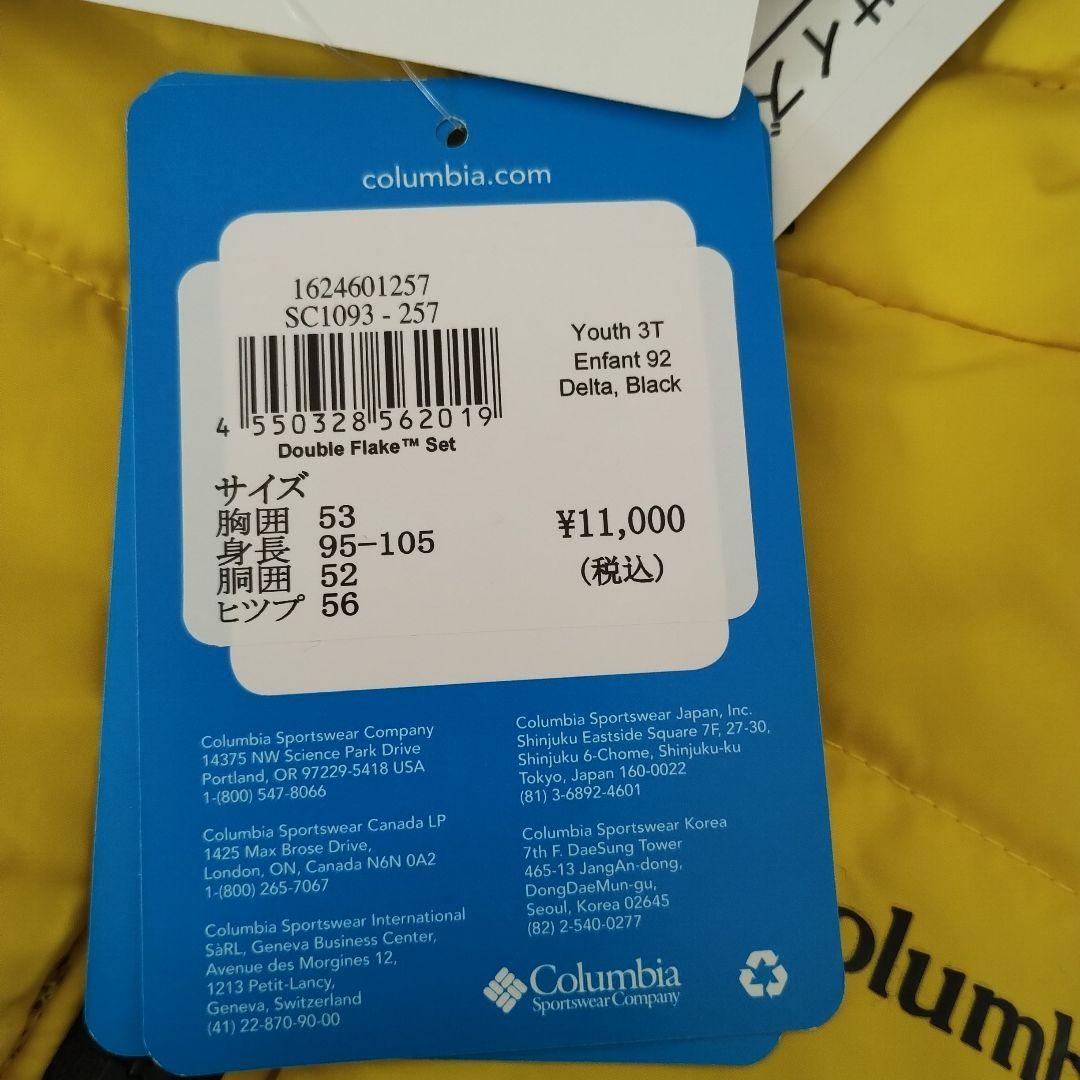 サイズ
columbia.com
1624601257
SC1093 - 257
4 550328 562019
Double Flake™ Set
Youth 3T
Enfant 92
Delta, Black
サイズ
胸囲 53
身長 95-105
胴囲 52
ヒツプ 56
¥11,000
(税込)
Columbia Sportswear Company
14375 NW Science Park Drive
Portland, OR 97229-5418 USA
1-(800) 547-8066
Columbia Sportswear Canada LP
1425 Max Brose Drive,
London, ON, Canada N6N 0A2
1-(800) 265-7067
Columbia Sportswear International
SàRL, Geneva Business Center,
Avenue des Morgines 12,
1213 Petit-Lancy,
Geneva, Switzerland
(41) 22-870-90-00
Columbia Sportswear Japan, Inc.
Shinjuku Eastside Square 7F, 27-30,
Shinjuku 6-Chome, Shinjuku-ku
Tokyo, Japan 160-0022
(81) 3-6892-4601
Columbia Sportswear Korea
7th F. DaeSung Tower
465-13 JangAn-dong,
DongDaeMun-gu,
Seoul, Korea 02645
(82) 2-540-0277
Columbia
Sportswear Company
olumb